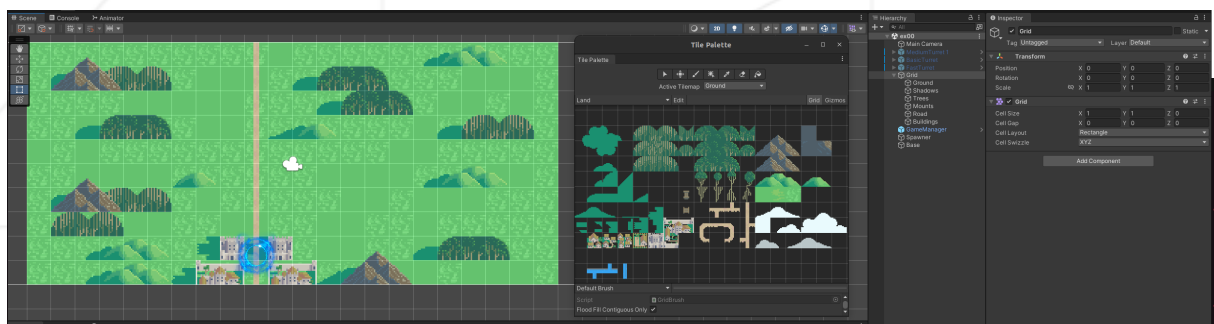 Scene Console Animator
2D
Tile Palette
Tile Palette
Active Tilemap Ground
Land Edit Grid Gizmos
Default Brush
Script GridBrush
Flood Fill Contiguous Only
Hierarchy
All
ex00
Main Camera
Grid
Ground
Shadows
Trees
Mounts
Road
Buildings
GameManager
Spawner
Base
Inspector
Grid Static
Tag Untagged Layer Default
Transform
Position X 0 Y 0 Z 0
Rotation X 0 Y 0 Z 0
Scale X 1 Y 1 Z 1
Grid
Cell Size X 1 Y 1 Z 0
Cell Gap X 0 Y 0 Z 0
Cell Layout Rectangle
Cell Swizzle XYZ
Add Component